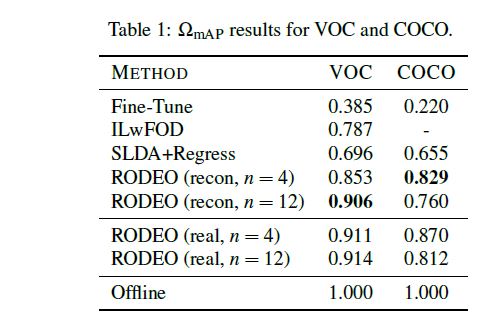 Table 1: ΩmAP results for VOC and COCO.
METHOD VOC COCO
Fine-Tune 0.385 0.220
ILwFOD 0.787 -
SLDA+Regress 0.696 0.655
RODEO (recon, n = 4) 0.853 0.829
RODEO (recon, n = 12) 0.906 0.760
RODEO (real, n = 4) 0.911 0.870
RODEO (real, n = 12) 0.914 0.812
Offline 1.000 1.000